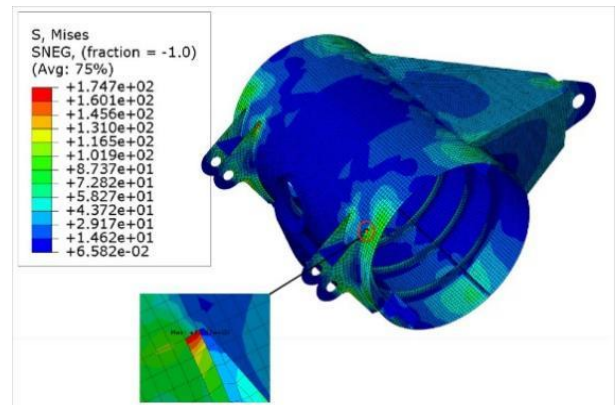 S, Mises
SNEG, (fraction = -1.0)
(Avg: 75%)
+1.747e+02
+1.601e+02
+1.456e+02
+1.310e+02
+1.165e+02
+1.019e+02
+8.737e+01
+7.282e+01
+5.827e+01
+4.372e+01
+2.917e+01
+1.462e+01
+6.582e-02